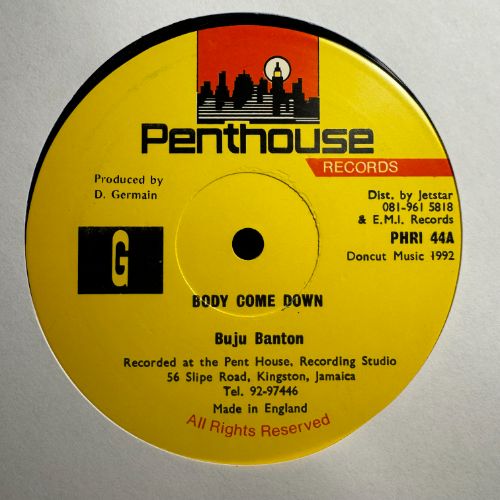 Penthouse
RECORDS
Produced by
D. Germain
Dist. by Jetstar
081-961 5818
& E.M.I. Records
PHRI 44A
Doncut Music 1992
G
BODY COME DOWN
Buju Banton
Recorded at the Pent House, Recording Studio
56 Slipe Road, Kingston, Jamaica
Tel. 92-97446
Made in England
All Rights Reserved